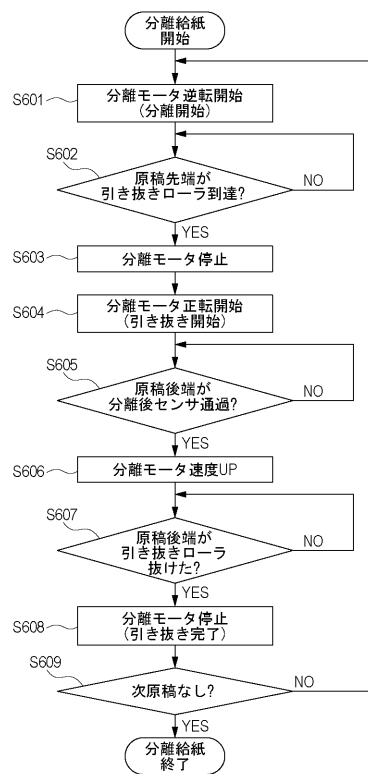 分離給紙
開始
S601
分離モータ逆転開始
(分離開始)
S602
原稿先端が
引き抜きローラ到達?
NO
YES
S603
分離モータ停止
S604
分離モータ正転開始
(引き抜き開始)
S605
原稿後端が
分離後センサ通過?
NO
YES
S606
分離モータ速度UP
S607
原稿後端が
引き抜きローラ
抜けた?
NO
YES
S608
分離モータ停止
(引き抜き完了)
S609
次原稿なし?
NO
YES
分離給紙
終了